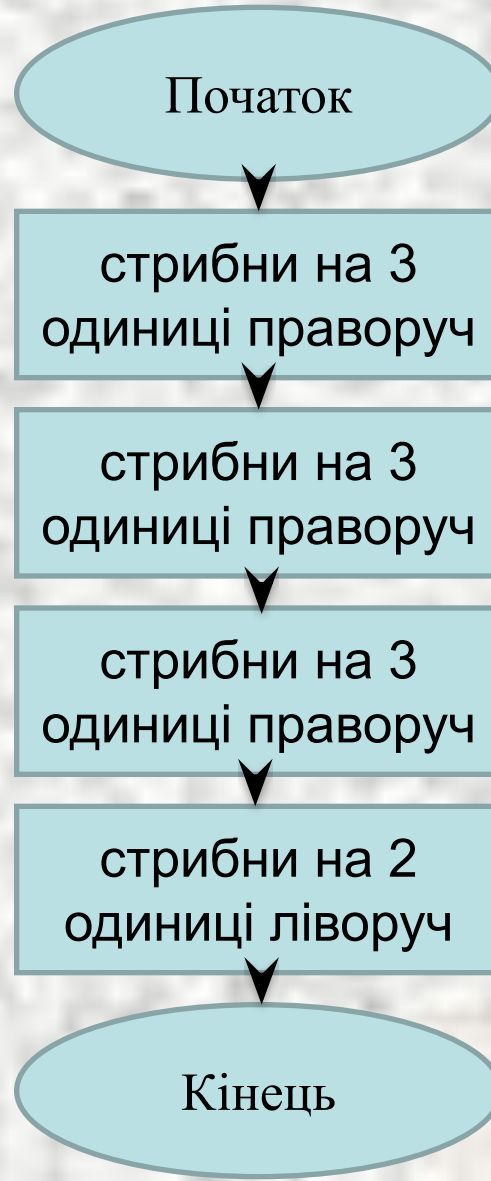 Початок
стрибни на 3
одиниці праворуч
стрибни на 3
одиниці праворуч
стрибни на 3
одиниці праворуч
стрибни на 2
одиниці ліворуч
Кінець